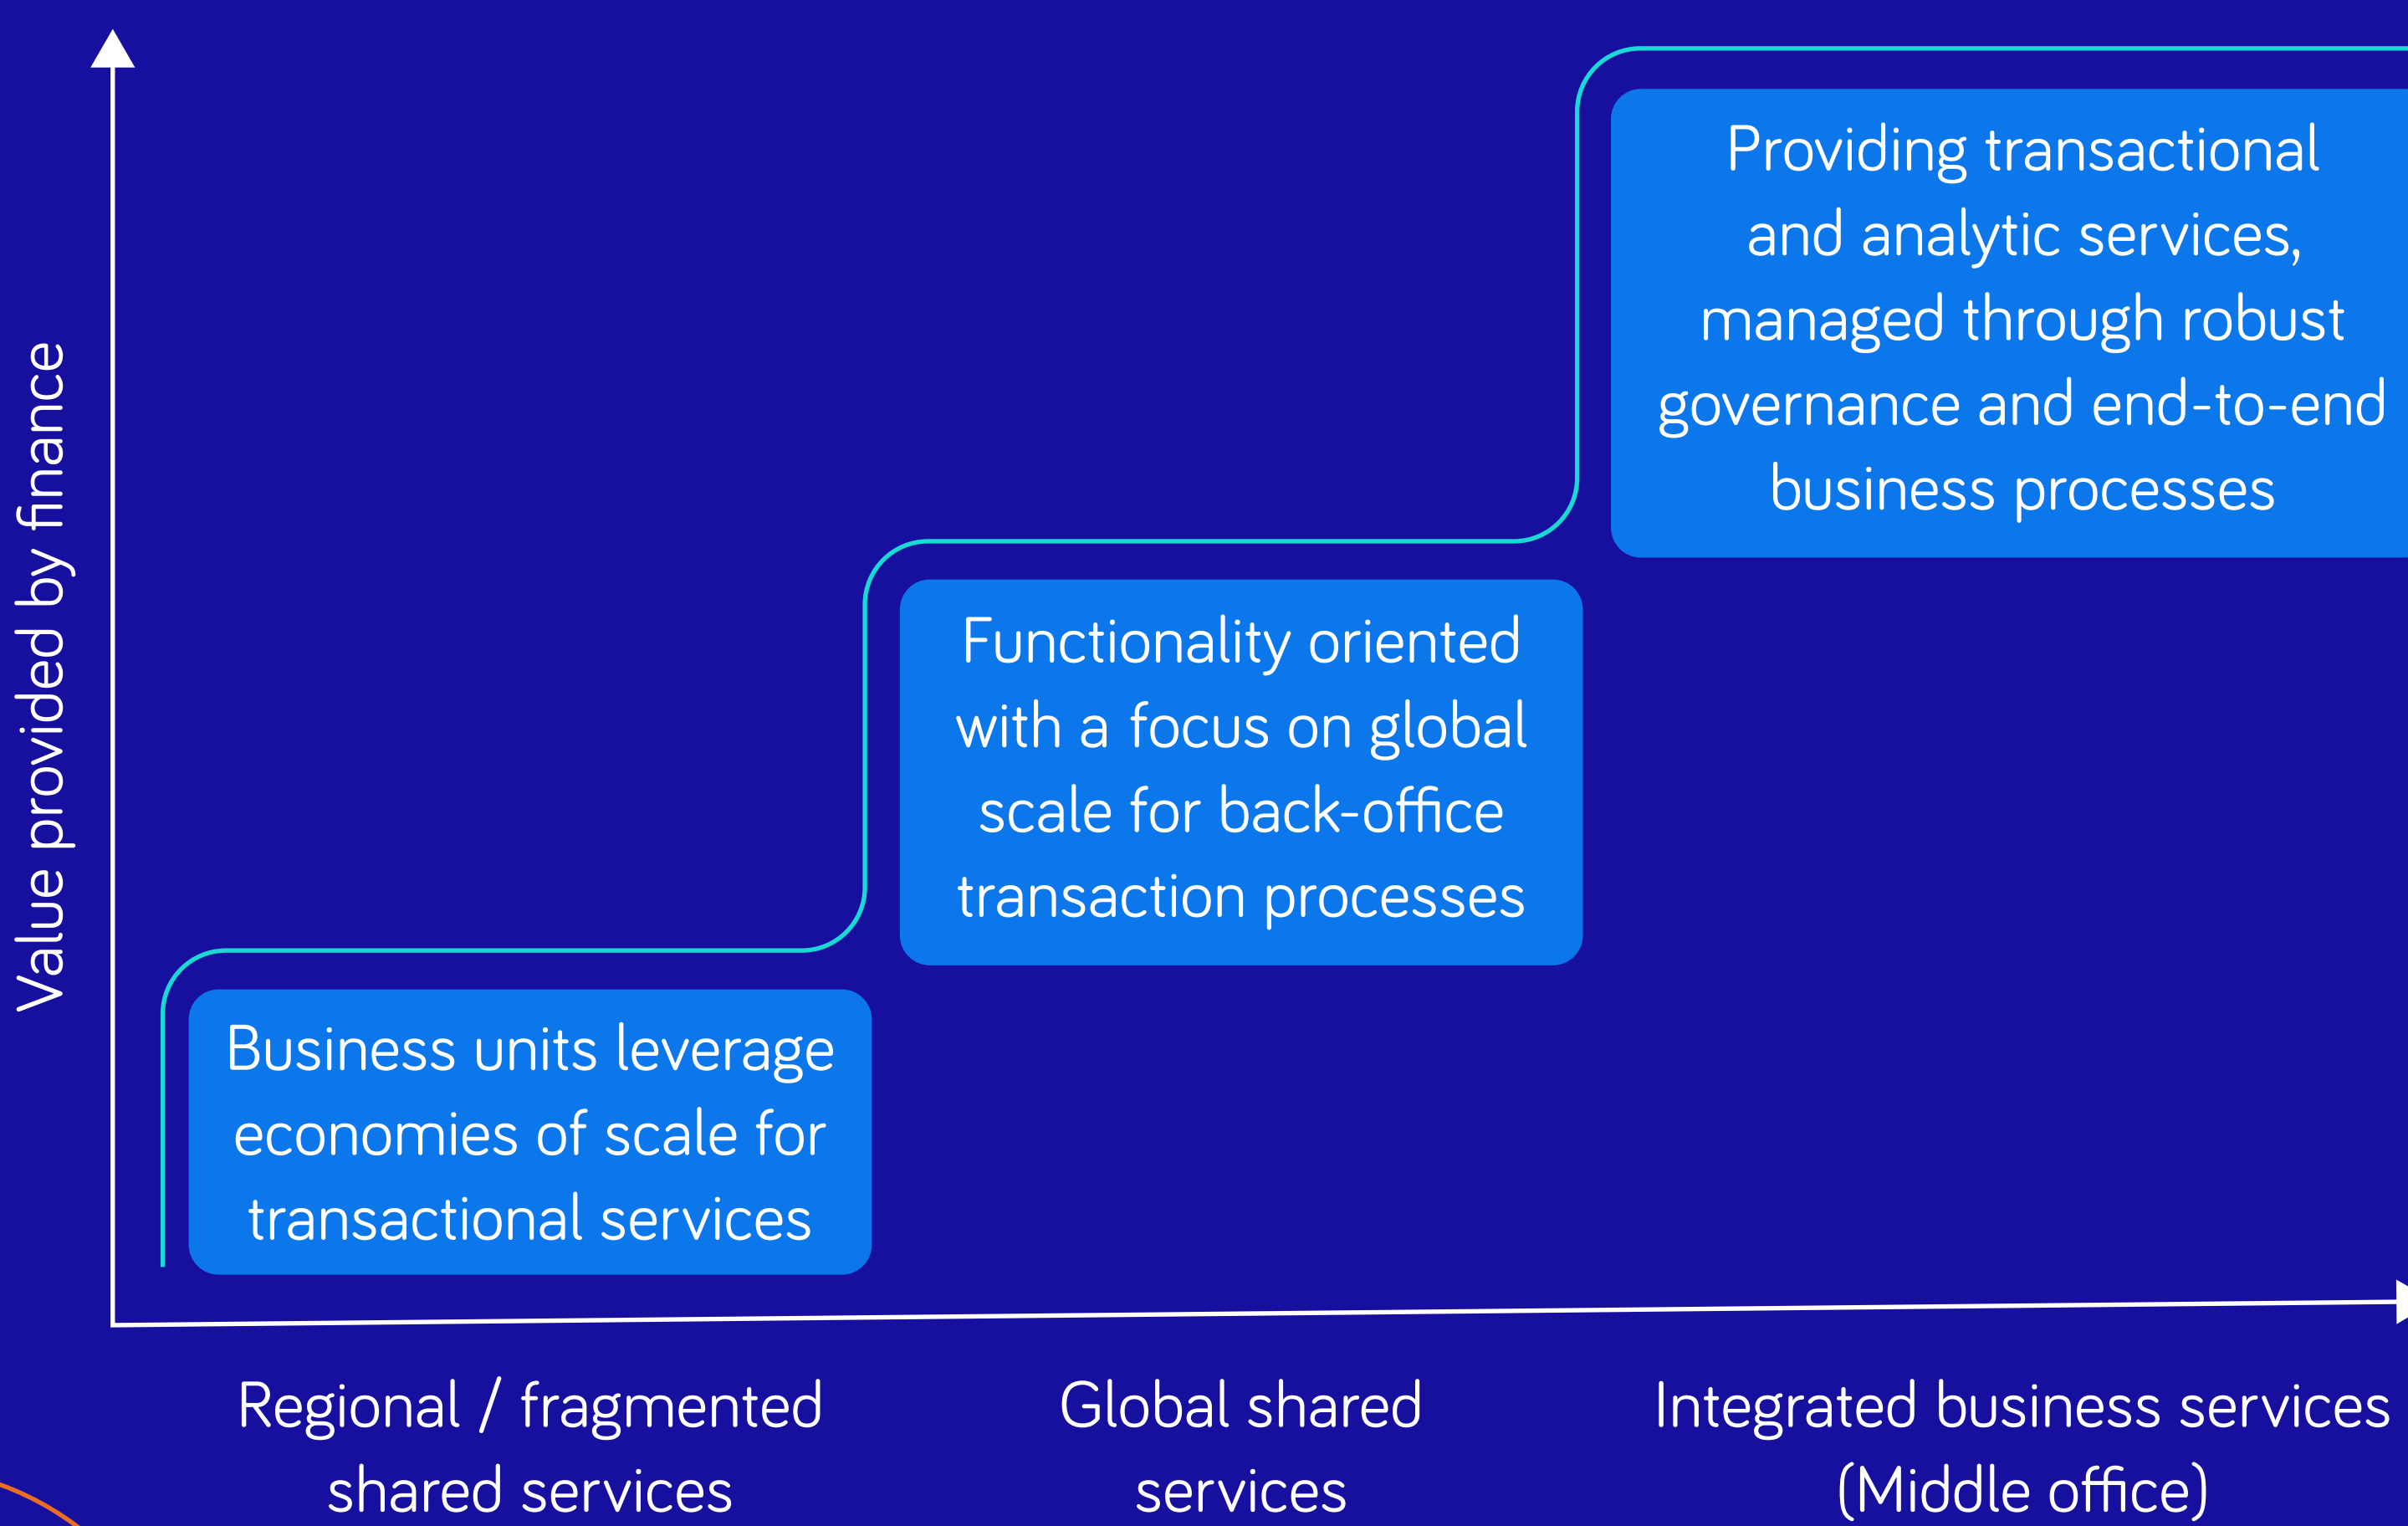 Value provided by finance
Providing transactional
and analytic services,
managed through robust
governance and end-to-end
business processes
Functionality oriented
with a focus on global
scale for back-office
transaction processes
Business units leverage
economies of scale for
transactional services
Regional / fragmented
shared services
Global shared
services
Integrated business services
(Middle office)